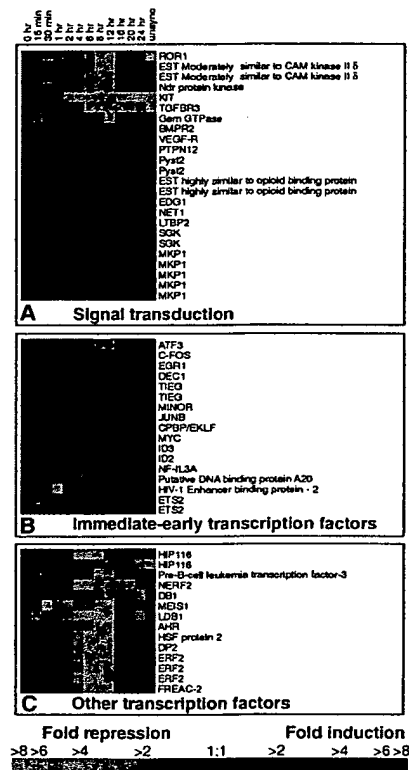 0 hr
15 min
30 min
1 hr
2 hr
4 hr
6 hr
8 hr
12 hr
16 hr
20 hr
24 hr
unsync
ROR1
EST Moderately similar to CAM kinase II δ
EST Moderately similar to CAM kinase II δ
Ndr protein kinase
KIT
TGFBR3
Gem GTPase
BMPR2
VEGF-R
PTPN12
Pyst2
Pyst2
EST highly similar to opioid binding protein
EST highly similar to opioid binding protein
EDG1
NET1
LTBP2
SGK
SGK
MKP1
MKP1
MKP1
MKP1
MKP1
A Signal transduction
ATF3
C-FOS
EGR1
DEC1
TIEG
TIEG
MINOR
JUNB
CPBP/EKLF
MYC
ID3
ID2
NF-IL3A
Putative DNA binding protein A20
HIV-1 Enhancer binding protein - 2
ETS2
ETS2
B Immediate-early transcription factors
HIP116
HIP116
Pre-B-cell leukemia transcription factor-3
NERF2
DB1
MEIS1
LDB1
AHR
HSF protein 2
DP2
ERF2
ERF2
ERF2
FREAC-2
C Other transcription factors
Fold repression Fold induction
>8 >6 >4 >2 1:1 >2 >4 >6 >8